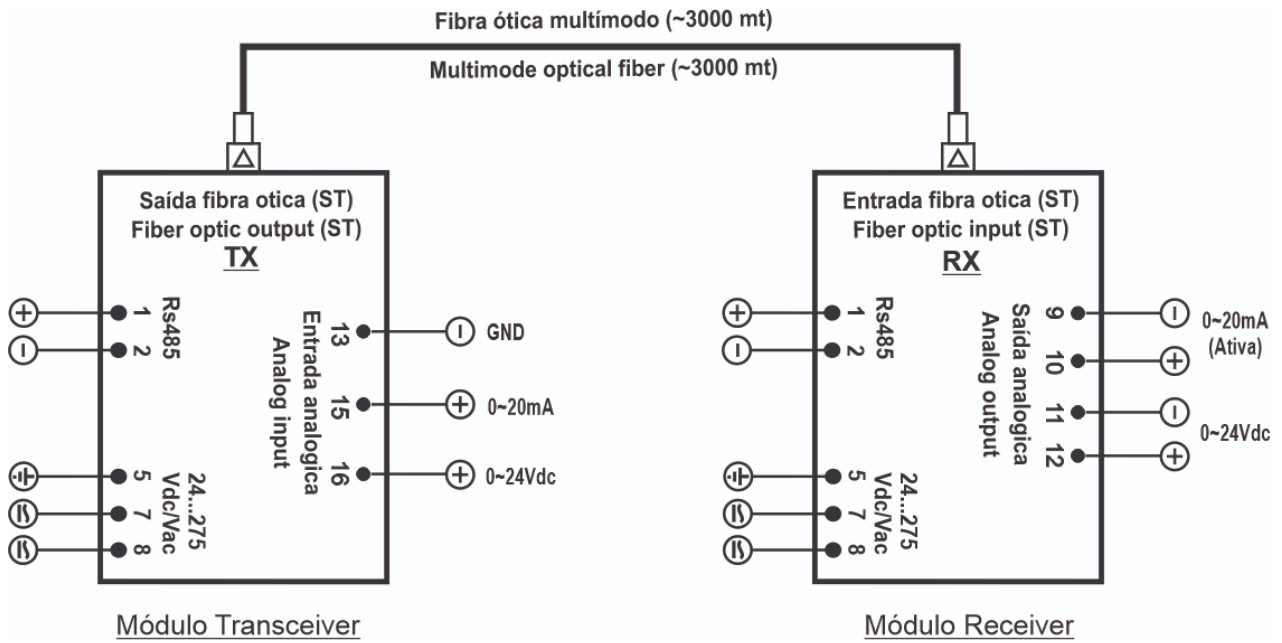 Fibra ótica multímodo (~3000 mt)
Multimode optical fiber (~3000 mt)
Saída fibra otica (ST)
Fiber optic output (ST)
TX
1
2
Rs485
13
15
16
Entrada analogica
Analog input
GND
0~20mA
0~24Vdc
5
7
8
24...275
Vdc/Vac
Módulo Transceiver
Entrada fibra otica (ST)
Fiber optic input (ST)
RX
1
2
Rs485
9
10
11
12
Saída analogica
Analog output
0~20mA
(Ativa)
0~24Vdc
5
7
8
24...275
Vdc/Vac
Módulo Receiver